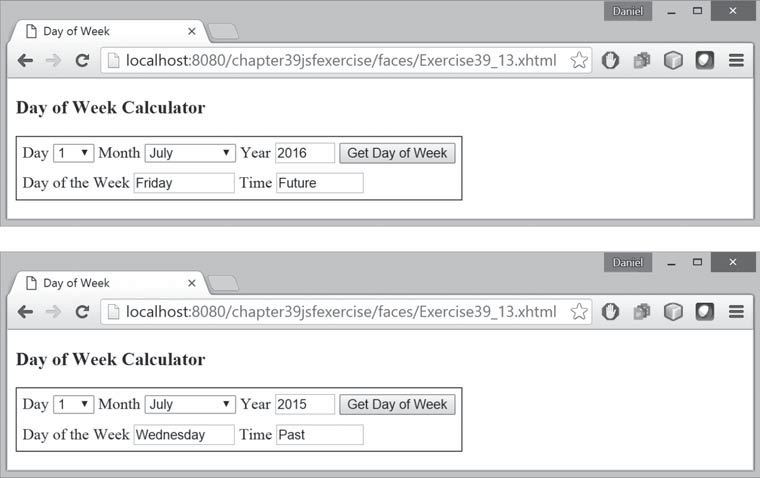 Daniel
Day of Week
localhost:8080/chapter39jsfexercise/faces/Exercise39_13.xhtml
Day of Week Calculator
Day 1 Month July Year 2016 Get Day of Week
Day of the Week Friday Time Future
Daniel
Day of Week
localhost:8080/chapter39jsfexercise/faces/Exercise39_13.xhtml
Day of Week Calculator
Day 1 Month July Year 2015 Get Day of Week
Day of the Week Wednesday Time Past